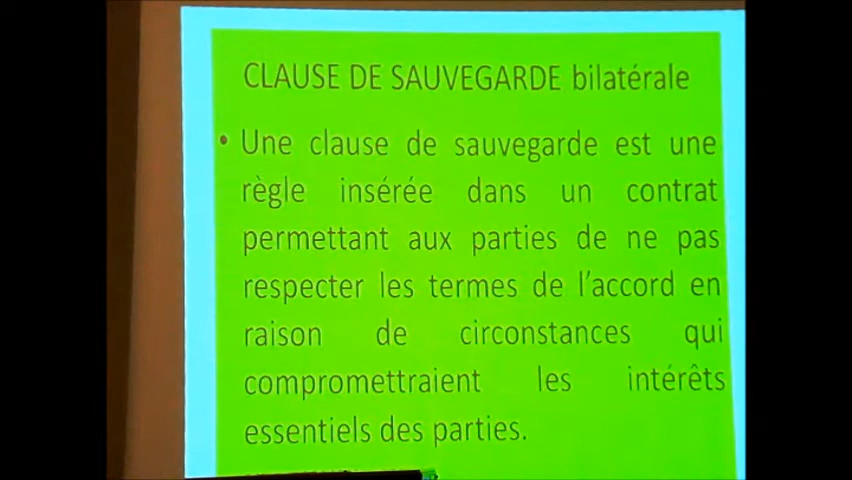 CLAUSE DE SAUVEGARDE bilatérale
• Une clause de sauvegarde est une
règle insérée dans un contrat
permettant aux parties de ne pas
respecter les termes de l'accord en
raison de circonstances qui
compromettraient les intérêts
essentiels des parties.